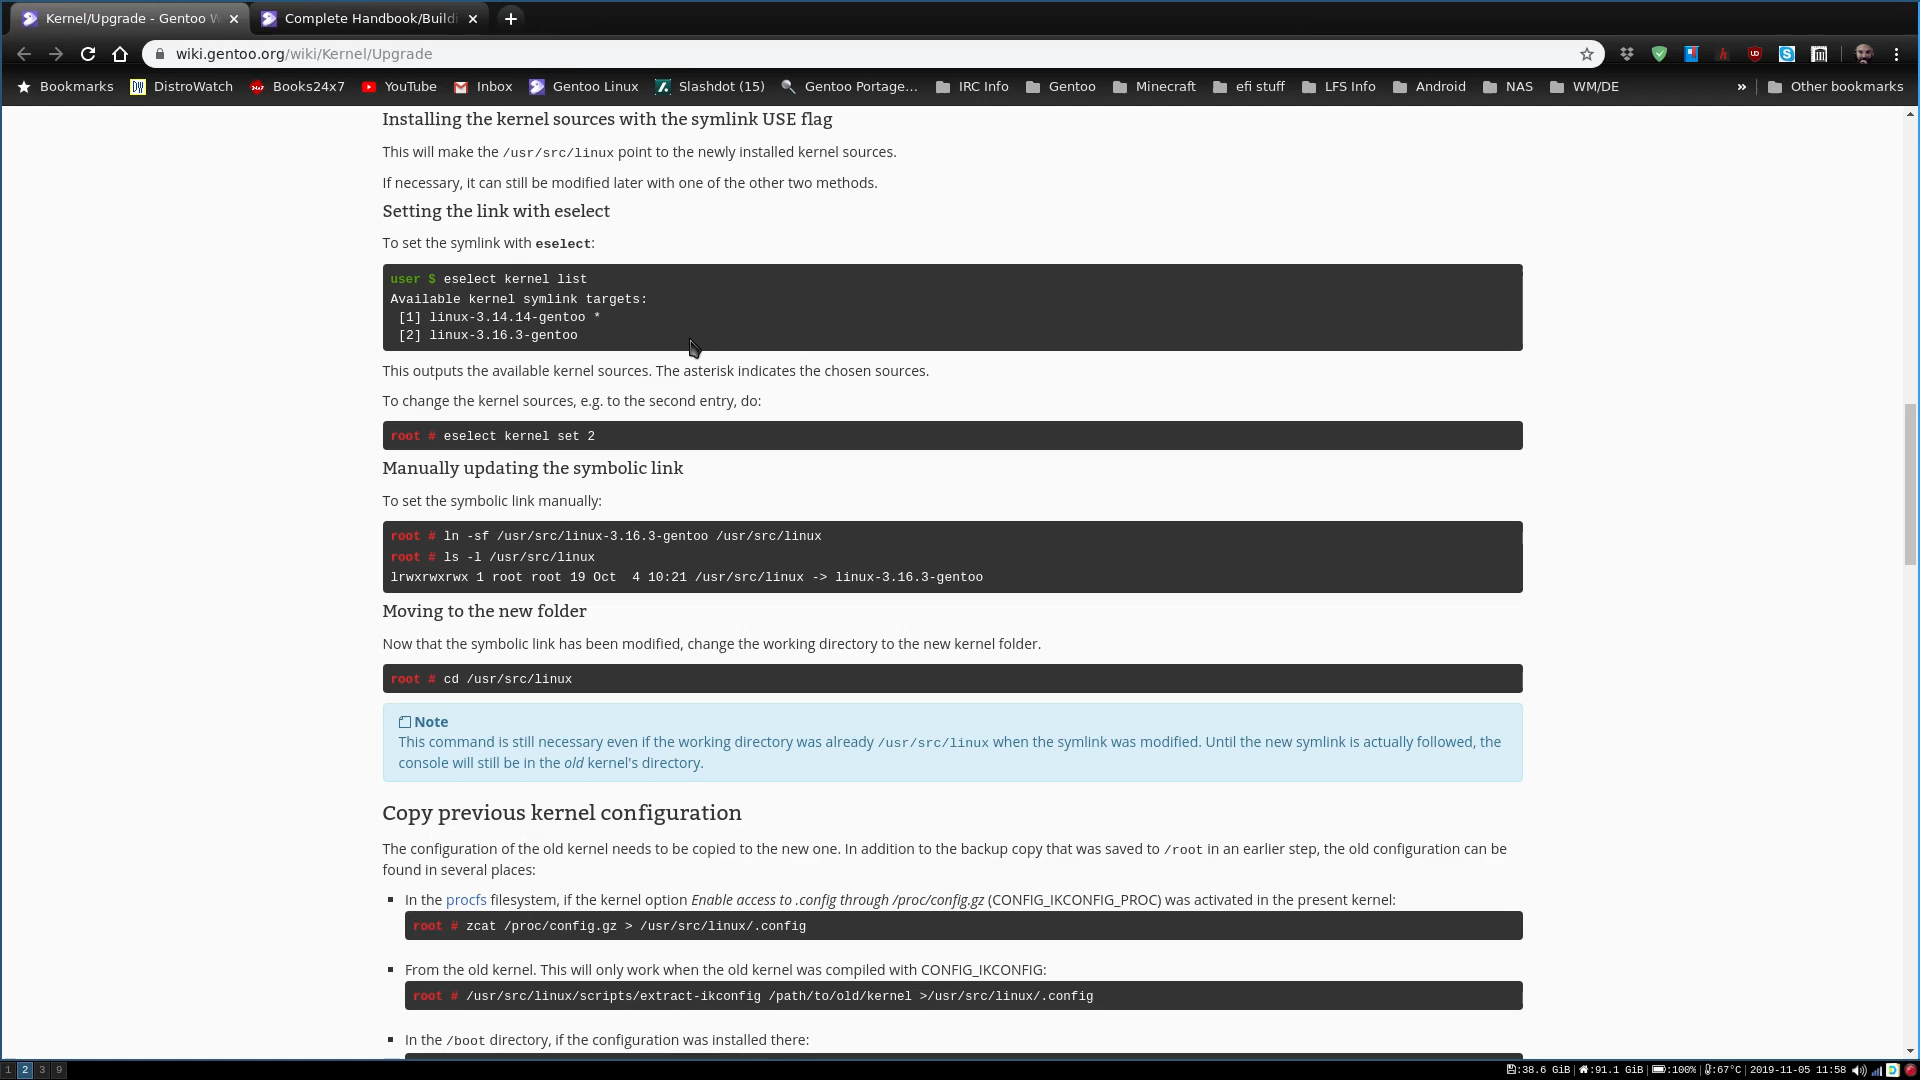 Kernel/Upgrade - Gentoo W
Complete Handbook/Buildi
wiki.gentoo.org/wiki/Kernel/Upgrade
Bookmarks DistroWatch Books24x7 YouTube Inbox Gentoo Linux Slashdot (15) Gentoo Portage… IRC Info Gentoo Minecraft efi stuff LFS Info Android NAS WM/DE » Other bookmarks
Installing the kernel sources with the symlink USE flag
This will make the /usr/src/linux point to the newly installed kernel sources.
If necessary, it can still be modified later with one of the other two methods.
Setting the link with eselect
To set the symlink with eselect:
user $ eselect kernel list
Available kernel symlink targets:
[1] linux-3.14.14-gentoo *
[2] linux-3.16.3-gentoo
This outputs the available kernel sources. The asterisk indicates the chosen sources.
To change the kernel sources, e.g. to the second entry, do:
root # eselect kernel set 2
Manually updating the symbolic link
To set the symbolic link manually:
root # ln -sf /usr/src/linux-3.16.3-gentoo /usr/src/linux
root # ls -l /usr/src/linux
lrwxrwxrwx 1 root root 19 Oct  4 10:21 /usr/src/linux -> linux-3.16.3-gentoo
Moving to the new folder
Now that the symbolic link has been modified, change the working directory to the new kernel folder.
root # cd /usr/src/linux
Note
This command is still necessary even if the working directory was already /usr/src/linux when the symlink was modified. Until the new symlink is actually followed, the
console will still be in the old kernel's directory.
Copy previous kernel configuration
The configuration of the old kernel needs to be copied to the new one. In addition to the backup copy that was saved to /root in an earlier step, the old configuration can be
found in several places:
In the procfs filesystem, if the kernel option Enable access to .config through /proc/config.gz (CONFIG_IKCONFIG_PROC) was activated in the present kernel:
root # zcat /proc/config.gz > /usr/src/linux/.config
From the old kernel. This will only work when the old kernel was compiled with CONFIG_IKCONFIG:
root # /usr/src/linux/scripts/extract-ikconfig /path/to/old/kernel >/usr/src/linux/.config
In the /boot directory, if the configuration was installed there:
1 2 3 9
:38.6 GiB| :91.1 GiB| :100%| :67°C|2019-11-05 11:58